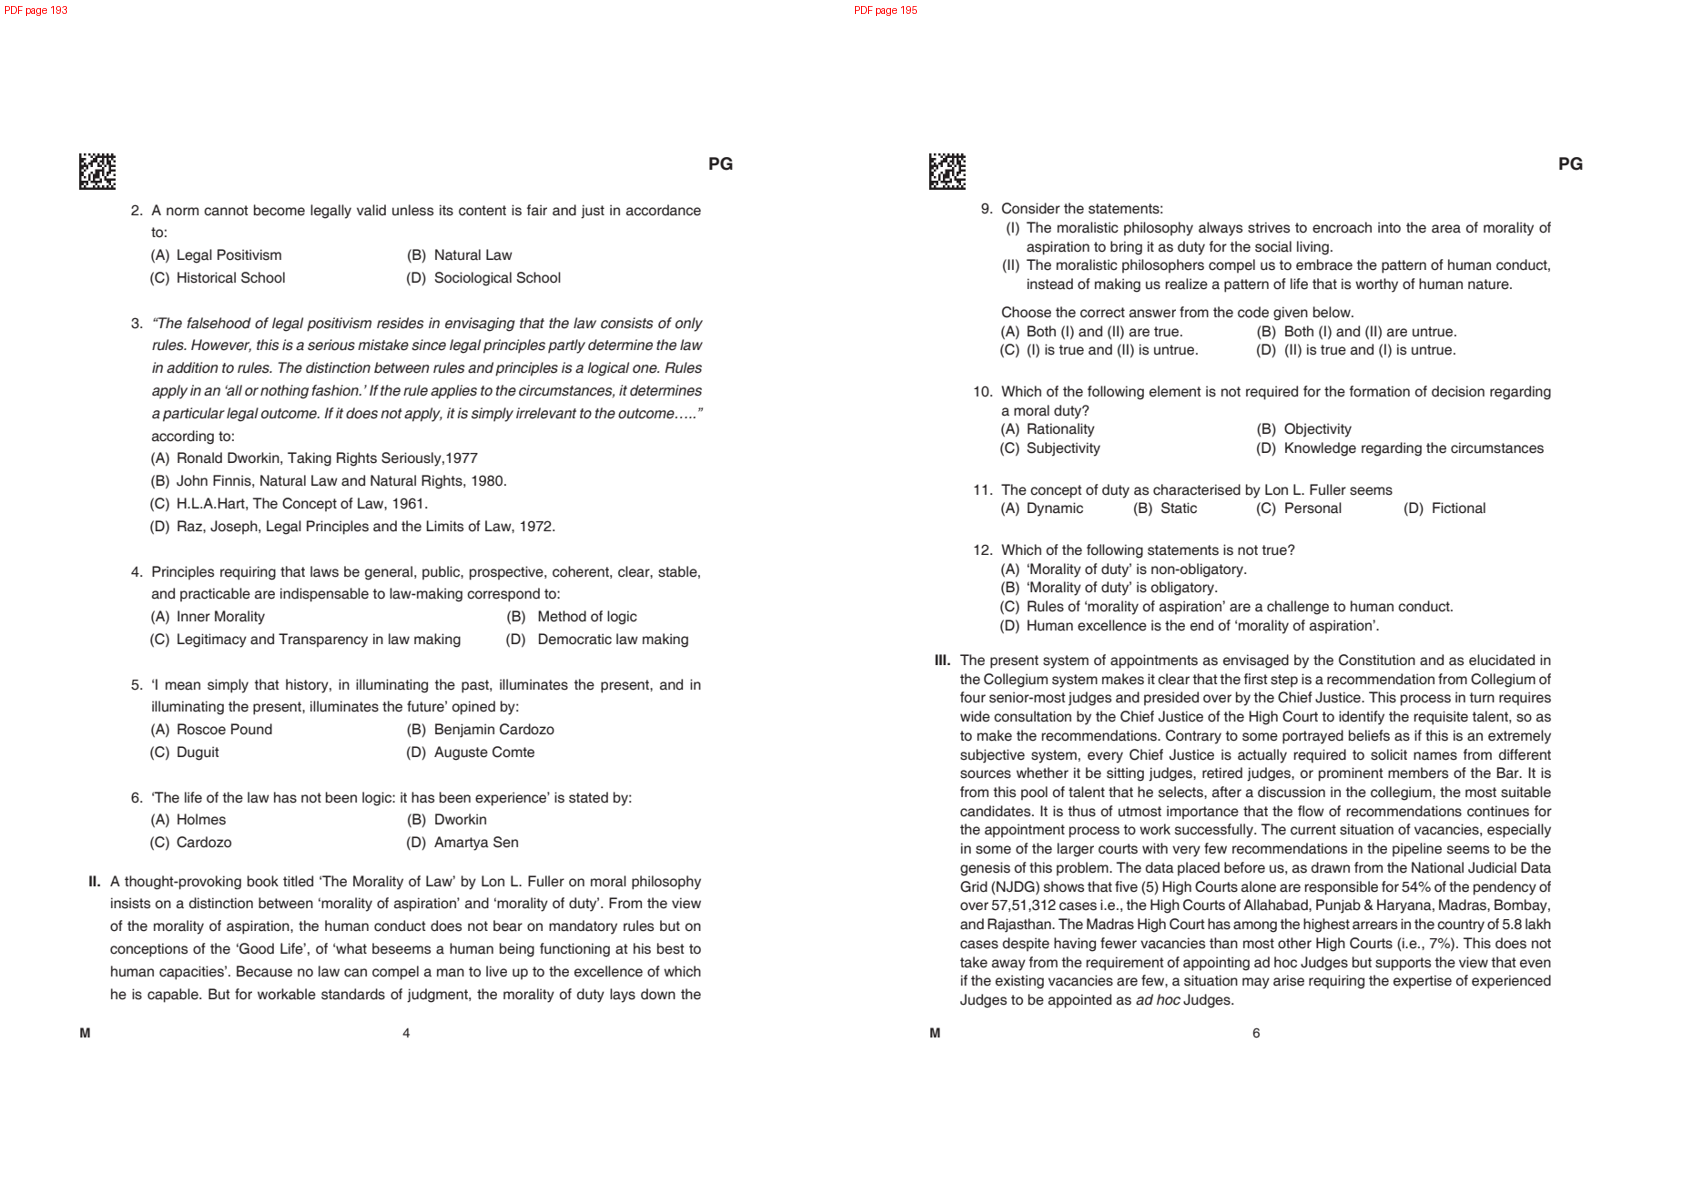 PDF page 193
PG
2. A norm cannot become legally valid unless its content is fair and just in accordance
to:
(A) Legal Positivism (B) Natural Law
(C) Historical School (D) Sociological School
3. “The falsehood of legal positivism resides in envisaging that the law consists of only
rules. However, this is a serious mistake since legal principles partly determine the law
in addition to rules. The distinction between rules and principles is a logical one. Rules
apply in an ‘all or nothing fashion.’ If the rule applies to the circumstances, it determines
a particular legal outcome. If it does not apply, it is simply irrelevant to the outcome…..”
according to:
(A) Ronald Dworkin, Taking Rights Seriously,1977
(B) John Finnis, Natural Law and Natural Rights, 1980.
(C) H.L.A.Hart, The Concept of Law, 1961.
(D) Raz, Joseph, Legal Principles and the Limits of Law, 1972.
4. Principles requiring that laws be general, public, prospective, coherent, clear, stable,
and practicable are indispensable to law-making correspond to:
(A) Inner Morality (B) Method of logic
(C) Legitimacy and Transparency in law making (D) Democratic law making
5. ‘I mean simply that history, in illuminating the past, illuminates the present, and in
illuminating the present, illuminates the future’ opined by:
(A) Roscoe Pound (B) Benjamin Cardozo
(C) Duguit (D) Auguste Comte
6. ‘The life of the law has not been logic: it has been experience’ is stated by:
(A) Holmes (B) Dworkin
(C) Cardozo (D) Amartya Sen
II. A thought-provoking book titled ‘The Morality of Law’ by Lon L. Fuller on moral philosophy
insists on a distinction between ‘morality of aspiration’ and ‘morality of duty’. From the view
of the morality of aspiration, the human conduct does not bear on mandatory rules but on
conceptions of the ‘Good Life’, of ‘what beseems a human being functioning at his best to
human capacities’. Because no law can compel a man to live up to the excellence of which
he is capable. But for workable standards of judgment, the morality of duty lays down the
M 4
PDF page 195
PG
9. Consider the statements:
(I) The moralistic philosophy always strives to encroach into the area of morality of
aspiration to bring it as duty for the social living.
(II) The moralistic philosophers compel us to embrace the pattern of human conduct,
instead of making us realize a pattern of life that is worthy of human nature.
Choose the correct answer from the code given below.
(A) Both (I) and (II) are true. (B) Both (I) and (II) are untrue.
(C) (I) is true and (II) is untrue. (D) (II) is true and (I) is untrue.
10. Which of the following element is not required for the formation of decision regarding
a moral duty?
(A) Rationality (B) Objectivity
(C) Subjectivity (D) Knowledge regarding the circumstances
11. The concept of duty as characterised by Lon L. Fuller seems
(A) Dynamic (B) Static (C) Personal (D) Fictional
12. Which of the following statements is not true?
(A) ‘Morality of duty’ is non-obligatory.
(B) ‘Morality of duty’ is obligatory.
(C) Rules of ‘morality of aspiration’ are a challenge to human conduct.
(D) Human excellence is the end of ‘morality of aspiration’.
III. The present system of appointments as envisaged by the Constitution and as elucidated in
the Collegium system makes it clear that the first step is a recommendation from Collegium of
four senior-most judges and presided over by the Chief Justice. This process in turn requires
wide consultation by the Chief Justice of the High Court to identify the requisite talent, so as
to make the recommendations. Contrary to some portrayed beliefs as if this is an extremely
subjective system, every Chief Justice is actually required to solicit names from different
sources whether it be sitting judges, retired judges, or prominent members of the Bar. It is
from this pool of talent that he selects, after a discussion in the collegium, the most suitable
candidates. It is thus of utmost importance that the flow of recommendations continues for
the appointment process to work successfully. The current situation of vacancies, especially
in some of the larger courts with very few recommendations in the pipeline seems to be the
genesis of this problem. The data placed before us, as drawn from the National Judicial Data
Grid (NJDG) shows that five (5) High Courts alone are responsible for 54% of the pendency of
over 57,51,312 cases i.e., the High Courts of Allahabad, Punjab & Haryana, Madras, Bombay,
and Rajasthan. The Madras High Court has among the highest arrears in the country of 5.8 lakh
cases despite having fewer vacancies than most other High Courts (i.e., 7%). This does not
take away from the requirement of appointing ad hoc Judges but supports the view that even
if the existing vacancies are few, a situation may arise requiring the expertise of experienced
Judges to be appointed as ad hoc Judges.
M 6